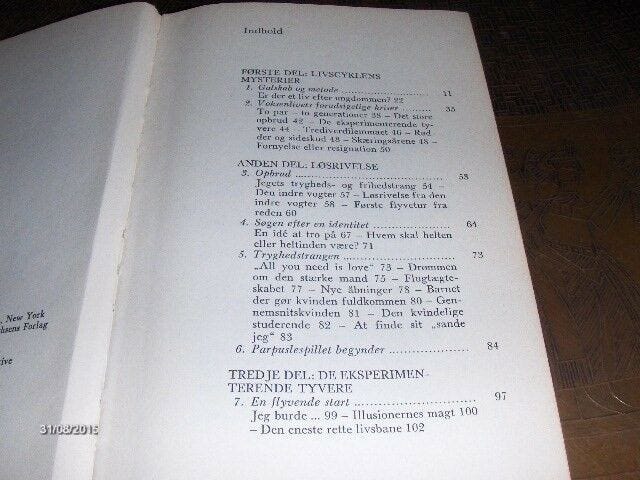 Indhold
FØRSTE DEL: LIVSCYKLENS
MYSTERIER
1. Galskab og metode 11
Er der et liv efter ungdommen? 22
2. Voksenlivets forudsigelige kriser 35
To par – to generationer 38 – Det store
opbrud 42 – De eksperimenterende ty-
vere 44 – Trediverdilemmaet 46 – Rød
der og sideskud 48 – Skæringsårene 48 –
Fornyelse eller resignation 50
ANDEN DEL: LØSRIVELSE
3. Opbrud 53
Jegets trygheds- og frihedstrang 54 –
Den indre vogter 57 – Løsrivelse fra den
indre vogter 58 – Første flyvetur fra
reden 60
4. Søgen efter en identitet 64
En idé at tro på 67 – Hvem skal helten
eller heltinden være? 71
5. Tryghedstrangen 73
„All you need is love“ 73 – Drømmen
om den stærke mand 75 – Flugtægte-
skabet 77 – Nye åbninger 78 – Barnet
der gør kvinden fuldkommen 80 – Gen-
nemsnitskvinden 81 – Den kvindelige
studerende 82 – At finde sit „sande
jeg“ 83
6. Parpuslespillet begynder 84
TREDJE DEL: DE EKSPERIMEN-
TERENDE TYVERE
7. En flyvende start 97
Jeg burde ... 99 – Illusionernes magt 100
– Den eneste rette livsbane 102
, New York
chsens Forlag
rive
31/08/2015